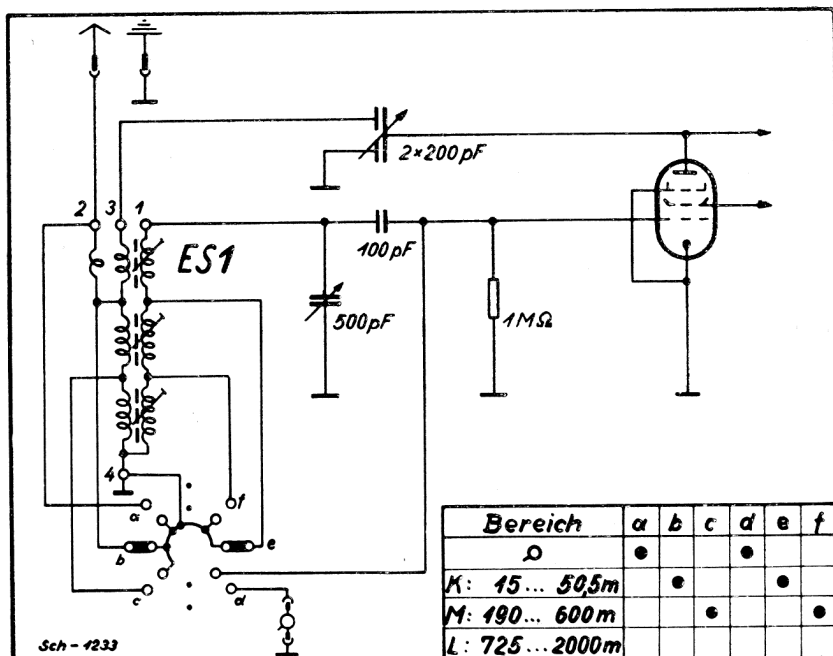 2×200pF
2 3 1
ES1
100pF
500pF
1MΩ
4
a
f
b
e
c
d
Sch-1233
Bereich a b c d e f
K: 15...50,5m
M: 190...600m
L: 725...2000m